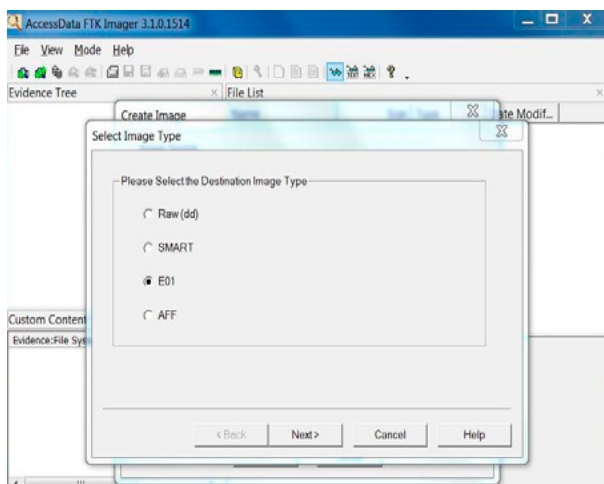 AccessData FTK Imager 3.1.0.1514
File View Mode Help
Evidence Tree
File List
Create Image
ate Modif...
Select Image Type
Please Select the Destination Image Type
Raw (dd)
SMART
E01
AFF
Custom Content
Evidence:File Sys
< Back Next> Cancel Help